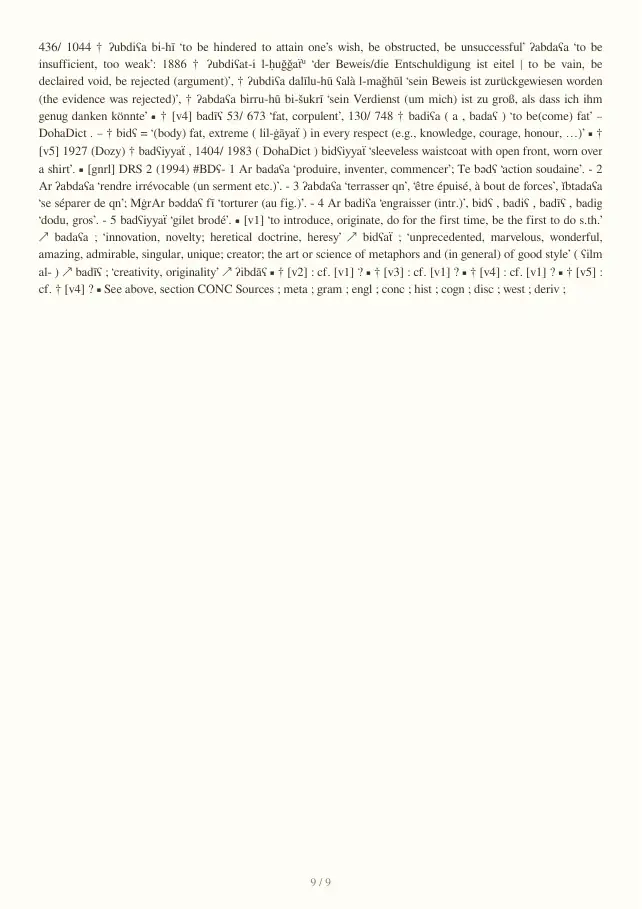 436/ 1044 † ʔubdiʕa bi-hī ‘to be hindered to attain one’s wish, be obstructed, be unsuccessful’ ʔabdaʕa ‘to be
insufficient, too weak’: 1886 † ʔubdiʕat-i l-ḥuǧǧaẗᵘ ‘der Beweis/die Entschuldigung ist eitel | to be vain, be
declaired void, be rejected (argument)’, † ʔubdiʕa dalīlu-hū ʕalà l-maǧhūl ‘sein Beweis ist zurückgewiesen worden
(the evidence was rejected)’, † ʔabdaʕa birru-hū bi-šukrī ‘sein Verdienst (um mich) ist zu groß, als dass ich ihm
genug danken könnte’ ▪ † [v4] badīʕ 53/ 673 ‘fat, corpulent’, 130/ 748 † badiʕa ( a , badaʕ ) ‘to be(come) fat’ –
DohaDict . – † bidʕ = ‘(body) fat, extreme ( lil-ġāyaẗ ) in every respect (e.g., knowledge, courage, honour, …)’ ▪ †
[v5] 1927 (Dozy) † badʕiyyaẗ , 1404/ 1983 ( DohaDict ) bidʕiyyaẗ ‘sleeveless waistcoat with open front, worn over
a shirt’. ▪ [gnrl] DRS 2 (1994) #BDʕ- 1 Ar badaʕa ‘produire, inventer, commencer’; Te bədʕ ‘action soudaine’. - 2
Ar ʔabdaʕa ‘rendre irrévocable (un serment etc.)’. - 3 ʔabdaʕa ‘terrasser qn’, ‘être épuisé, à bout de forces’, ĭbtadaʕa
‘se séparer de qn’; MġrAr bəddaʕ fī ‘torturer (au fig.)’. - 4 Ar badiʕa ‘engraisser (intr.)’, bidʕ , badiʕ , badīʕ , badig
‘dodu, gros’. - 5 badʕiyyaẗ ‘gilet brodé’. ▪ [v1] ‘to introduce, originate, do for the first time, be the first to do s.th.’
↗ badaʕa ; ‘innovation, novelty; heretical doctrine, heresy’ ↗ bidʕaẗ ; ‘unprecedented, marvelous, wonderful,
amazing, admirable, singular, unique; creator; the art or science of metaphors and (in general) of good style’ ( ʕilm
al- ) ↗ badīʕ ; ‘creativity, originality’ ↗ ʔibdāʕ ▪ † [v2] : cf. [v1] ? ▪ † [v3] : cf. [v1] ? ▪ † [v4] : cf. [v1] ? ▪ † [v5] :
cf. † [v4] ? ▪ See above, section CONC Sources ; meta ; gram ; engl ; conc ; hist ; cogn ; disc ; west ; deriv ;
9 / 9